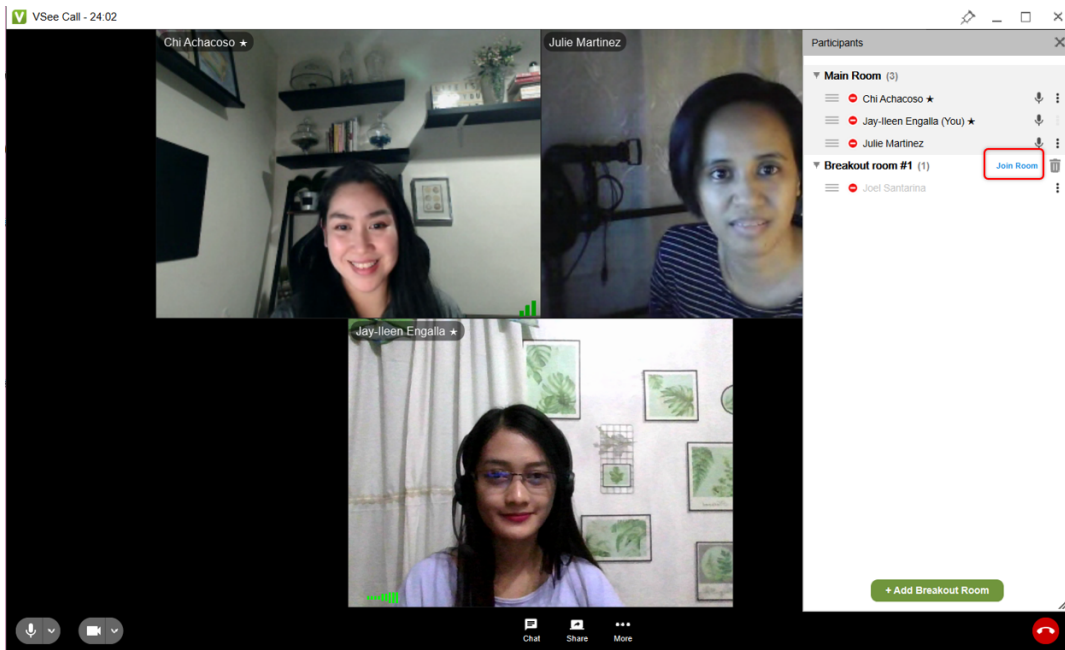 VSee Call - 24:02
Chi Achacoso ★
Julie Martinez
Jay-Ileen Engalla ★
Participants
Main Room (3)
Chi Achacoso ★
Jay-Ileen Engalla (You) ★
Julie Martinez
Breakout room #1 (1) Join Room
Joel Santarina
+ Add Breakout Room
Chat Share More